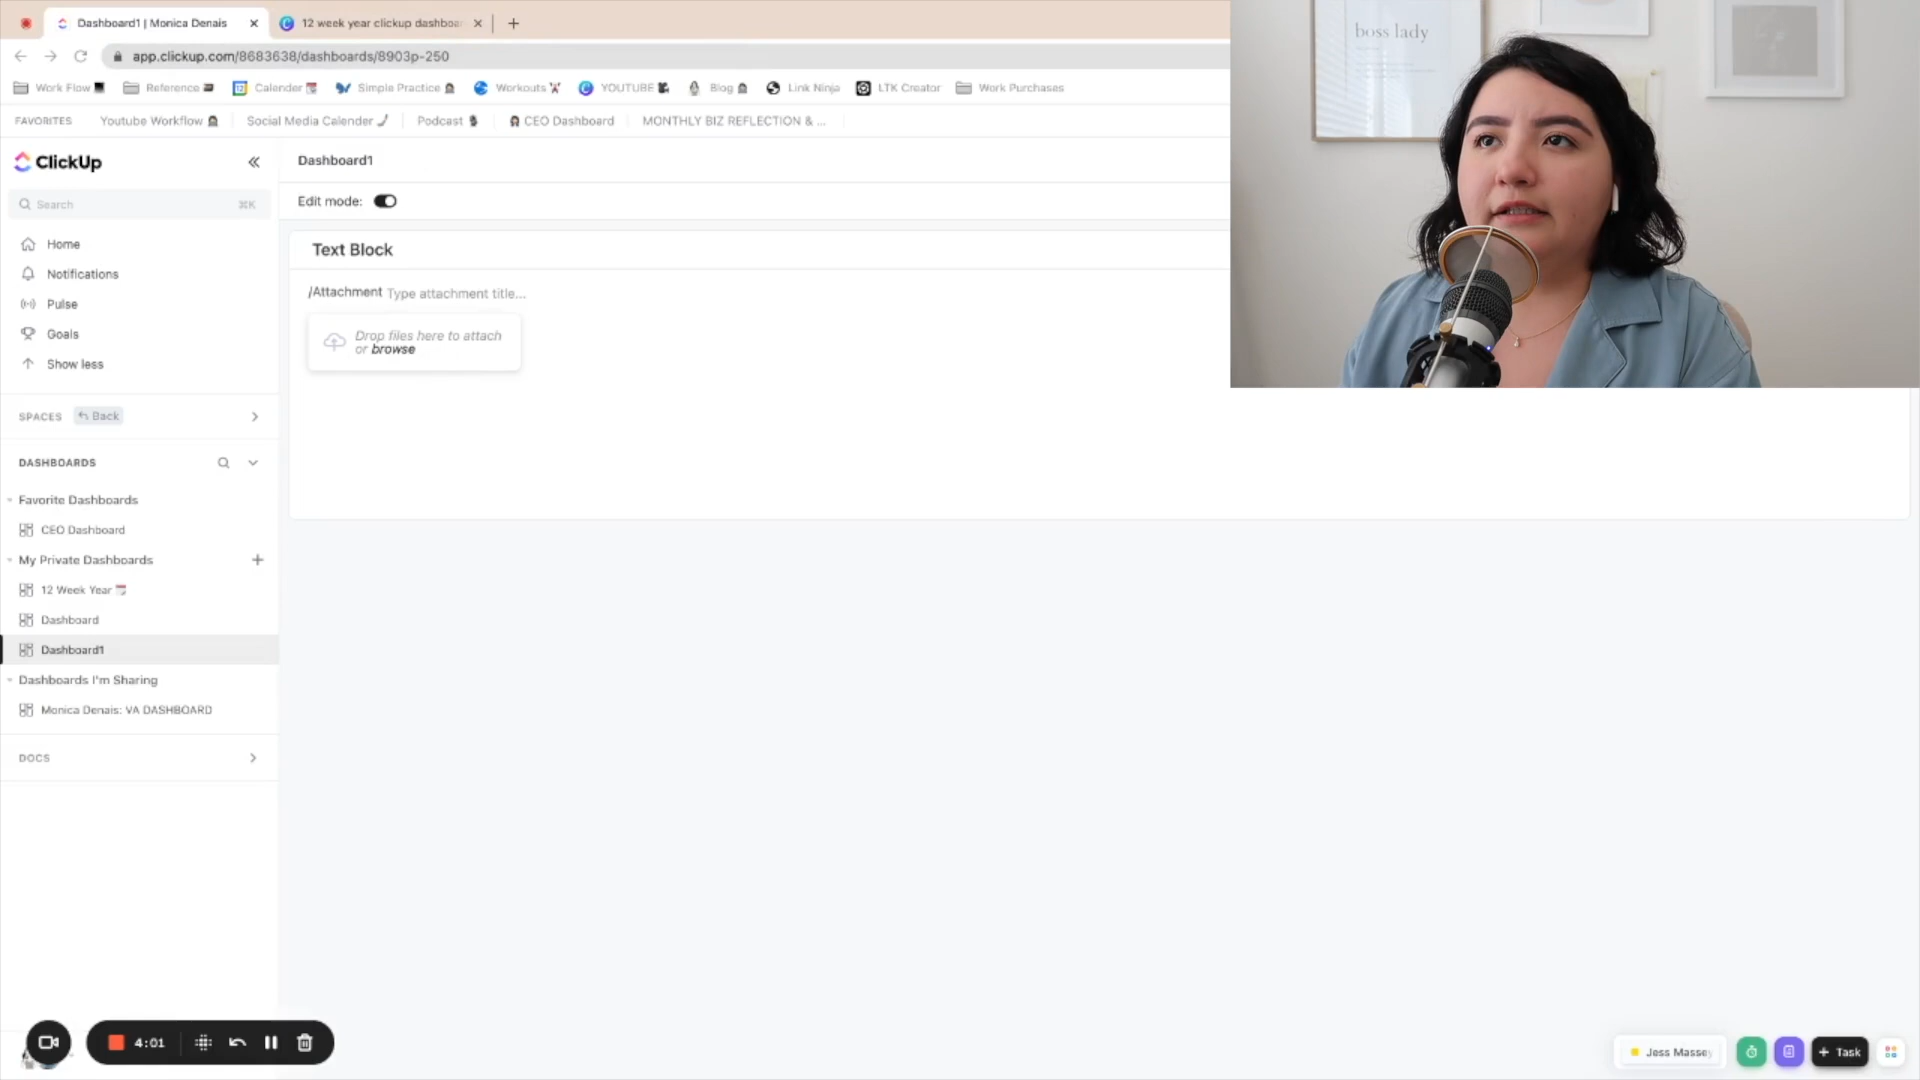 Dashboard1 | Monica Denais
12 week year clickup dashboar
app.clickup.com/8683638/dashboards/8903p-250
Work Flow
Reference
Calender
Simple Practice
Workouts
YOUTUBE
Blog
Link Ninja
LTK Creator
Work Purchases
FAVORITES
Youtube Workflow
Social Media Calender
Podcast
CEO Dashboard
MONTHLY BIZ REFLECTION & ...
ClickUp
Dashboard1
Search
⌘K
Edit mode:
Home
Notifications
Pulse
Goals
Show less
Text Block
/Attachment Type attachment title...
Drop files here to attach
or browse
SPACES
Back
DASHBOARDS
Favorite Dashboards
CEO Dashboard
My Private Dashboards
12 Week Year
Dashboard
Dashboard1
Dashboards I'm Sharing
Monica Denais: VA DASHBOARD
DOCS
4:01
Jess Massey
+ Task
boss lady